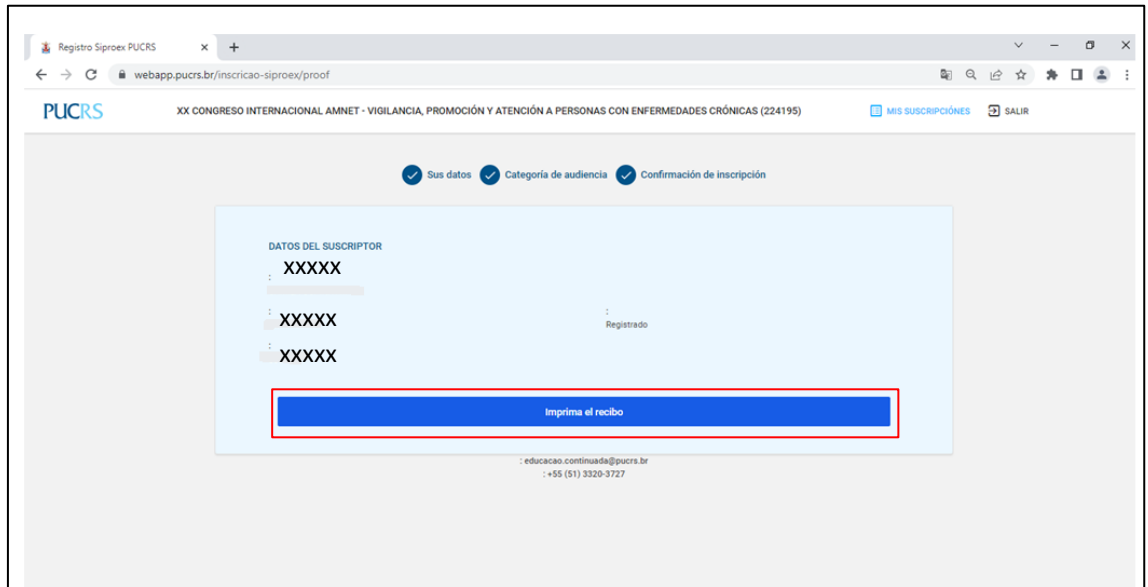 Registro Siproex PUCRS
webapp.pucrs.br/inscricao-siproex/proof
PUCRS XX CONGRESO INTERNACIONAL AMNET - VIGILANCIA, PROMOCIÓN Y ATENCIÓN A PERSONAS CON ENFERMEDADES CRÓNICAS (224195) MIS SUSCRIPCIÓNES SALIR
Sus datos Categoría de audiencia Confirmación de inscripción
DATOS DEL SUSCRIPTOR
: XXXXX
: XXXXX :
Registrado
: XXXXX
Imprima el recibo
: educacao.continuada@pucrs.br
: +55 (51) 3320-3727